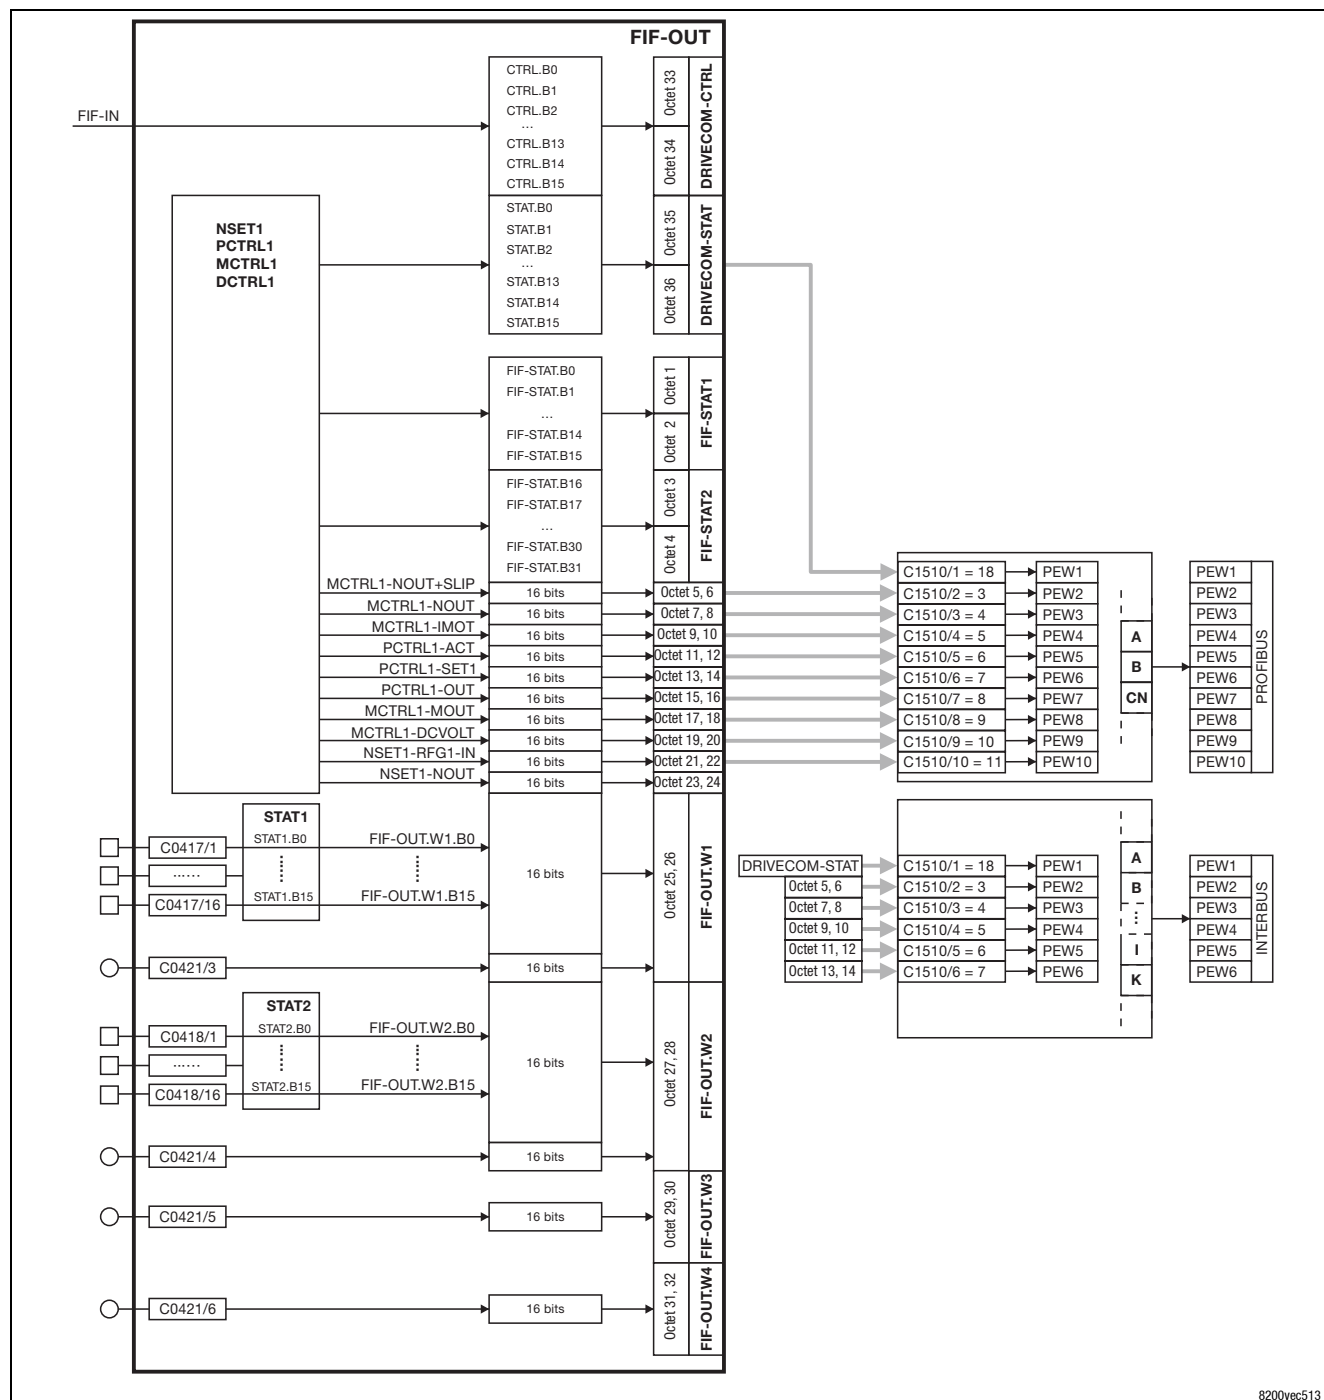 FIF-OUT
FIF-IN
CTRL.B0
CTRL.B1
CTRL.B2
...
CTRL.B13
CTRL.B14
CTRL.B15
Octet 33
Octet 34
DRIVECOM-CTRL
NSET1
PCTRL1
MCTRL1
DCTRL1
STAT.B0
STAT.B1
STAT.B2
...
STAT.B13
STAT.B14
STAT.B15
Octet 35
Octet 36
DRIVECOM-STAT
FIF-STAT.B0
FIF-STAT.B1
...
FIF-STAT.B14
FIF-STAT.B15
Octet 1
Octet 2
FIF-STAT1
FIF-STAT.B16
FIF-STAT.B17
...
FIF-STAT.B30
FIF-STAT.B31
Octet 3
Octet 4
FIF-STAT2
MCTRL1-NOUT+SLIP 16 bits Octet 5, 6
MCTRL1-NOUT 16 bits Octet 7, 8
MCTRL1-IMOT 16 bits Octet 9, 10
PCTRL1-ACT 16 bits Octet 11, 12
PCTRL1-SET1 16 bits Octet 13, 14
PCTRL1-OUT 16 bits Octet 15, 16
MCTRL1-MOUT 16 bits Octet 17, 18
MCTRL1-DCVOLT 16 bits Octet 19, 20
NSET1-RFG1-IN 16 bits Octet 21, 22
NSET1-NOUT 16 bits Octet 23, 24
C1510/1 = 18 PEW1 PEW1
C1510/2 = 3 PEW2 PEW2
C1510/3 = 4 PEW3 PEW3
C1510/4 = 5 PEW4 PEW4
C1510/5 = 6 PEW5 PEW5
C1510/6 = 7 PEW6 PEW6
C1510/7 = 8 PEW7 PEW7
C1510/8 = 9 PEW8 PEW8
C1510/9 = 10 PEW9 PEW9
C1510/10 = 11 PEW10 PEW10
A
B
CN
PROFIBUS
STAT1
C0417/1 STAT1.B0 FIF-OUT.W1.B0
......
C0417/16 STAT1.B15 FIF-OUT.W1.B15
16 bits
C0421/3 16 bits
Octet 25, 26
FIF-OUT.W1
STAT2
C0418/1 STAT2.B0 FIF-OUT.W2.B0
......
C0418/16 STAT2.B15 FIF-OUT.W2.B15
16 bits
C0421/4 16 bits
Octet 27, 28
FIF-OUT.W2
C0421/5 16 bits
Octet 29, 30
FIF-OUT.W3
C0421/6 16 bits
Octet 31, 32
FIF-OUT.W4
DRIVECOM-STAT C1510/1 = 18 PEW1 PEW1
Octet 5, 6 C1510/2 = 3 PEW2 PEW2
Octet 7, 8 C1510/3 = 4 PEW3 PEW3
Octet 9, 10 C1510/4 = 5 PEW4 PEW4
Octet 11, 12 C1510/5 = 6 PEW5 PEW5
Octet 13, 14 C1510/6 = 7 PEW6 PEW6
A
B
...
I
K
INTERBUS
8200vec513